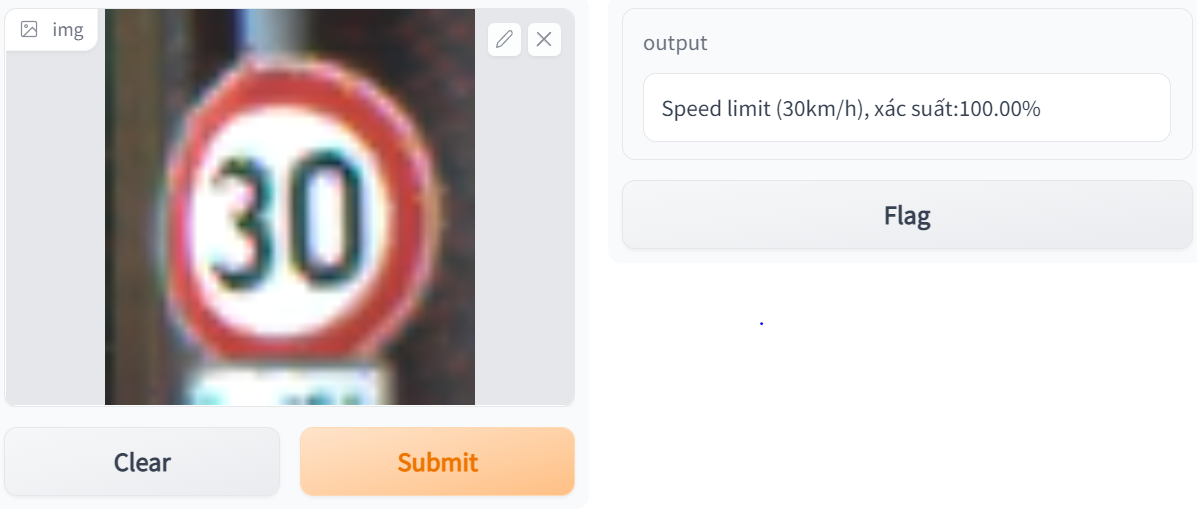 img
30
Clear
Submit
output
Speed limit (30km/h), xác suất:100.00%
Flag